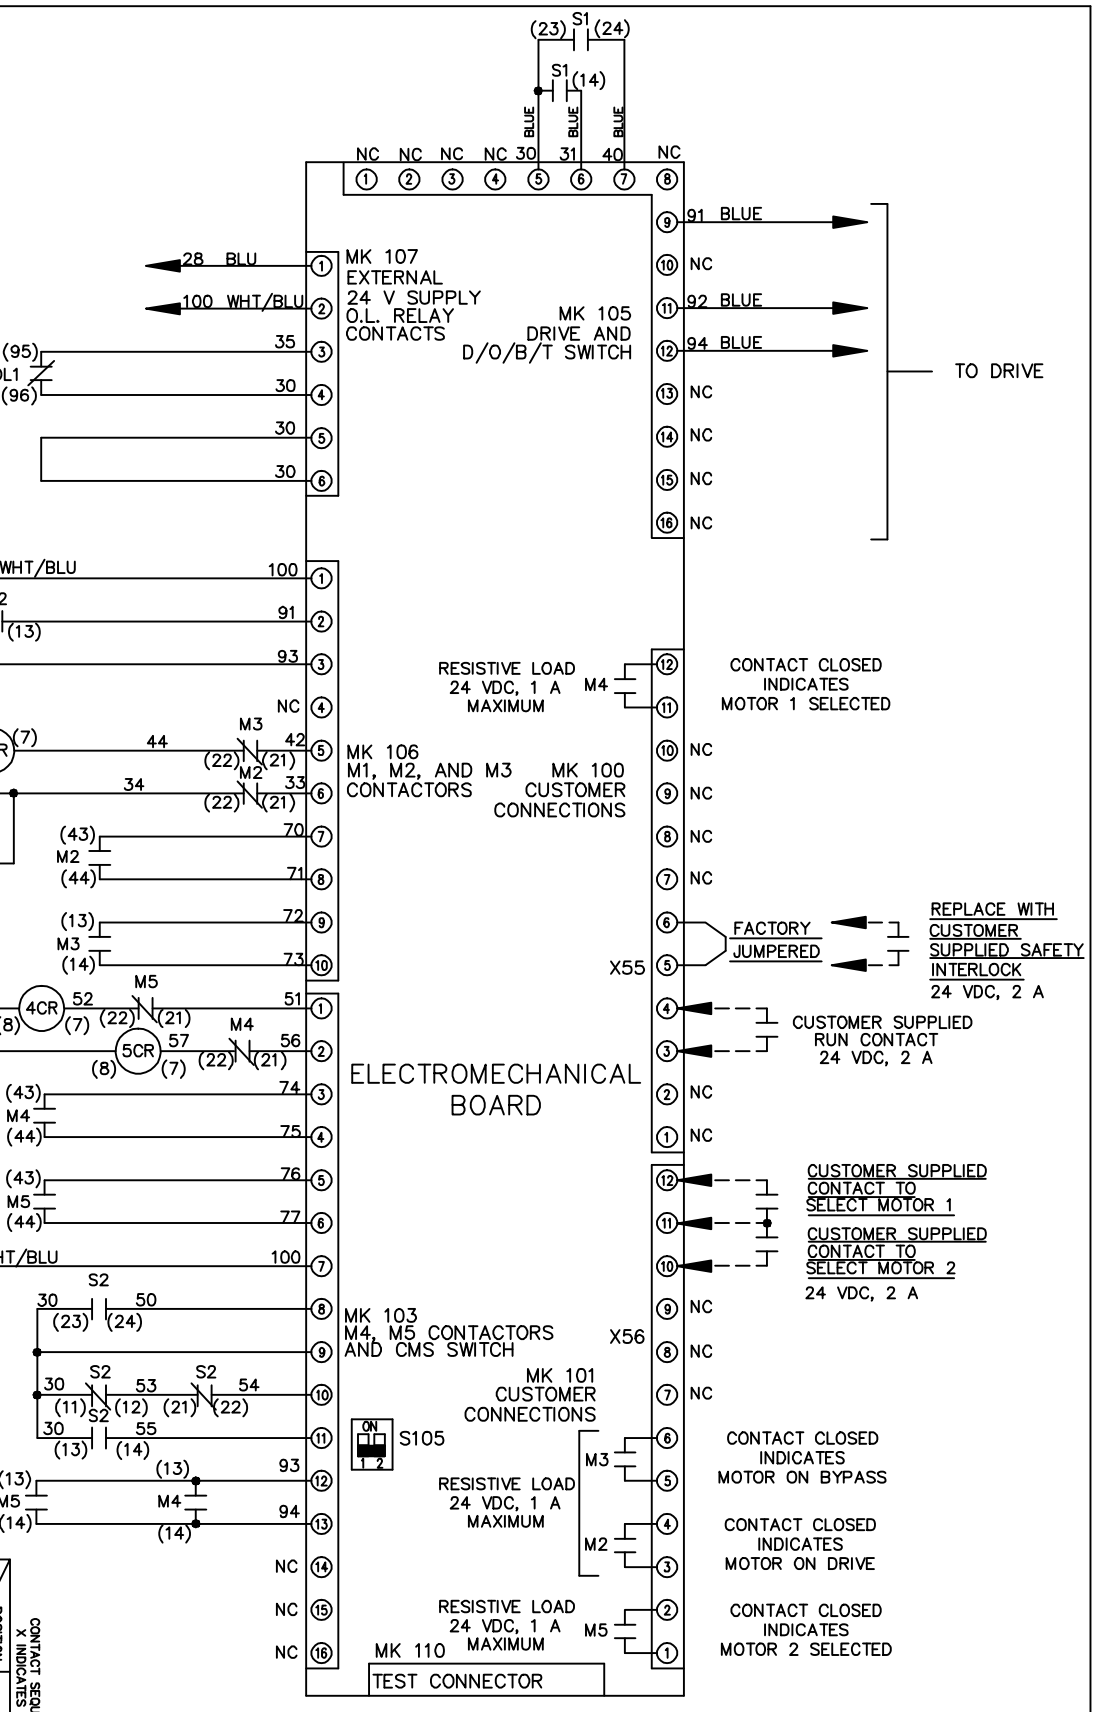 (23) S1 (24)
S1 (14)
BLUE BLUE BLUE
NC NC NC NC 30 31 40 NC
1 2 3 4 5 6 7 8
9 91 BLUE
10 NC
11 92 BLUE
12 94 BLUE
13 NC
14 NC
15 NC
16 NC
TO DRIVE
MK 105
DRIVE AND
D/O/B/T SWITCH
28 BLU 1
100 WHT/BLU 2
(95) 35 3
(96) 30 4
30 5
30 6
MK 107
EXTERNAL
24 V SUPPLY
O.L. RELAY
CONTACTS
WHT/BLU 100 1
(13) 91 2
93 3
NC 4
(7) 44 (22) M3 (21) 42 5
34 (22) M2 (21) 33 6
(43) 70 7
M2
(44) 71 8
(13) 72 9
M3
(14) 73 10
MK 106
M1, M2, AND M3
CONTACTORS
MK 100
CUSTOMER
CONNECTIONS
RESISTIVE LOAD
24 VDC, 1 A
MAXIMUM
M4
12
11
CONTACT CLOSED
INDICATES
MOTOR 1 SELECTED
10 NC
9 NC
8 NC
7 NC
6
X55 5
FACTORY
JUMPERED
REPLACE WITH
CUSTOMER
SUPPLIED SAFETY
INTERLOCK
24 VDC, 2 A
4
3
CUSTOMER SUPPLIED
RUN CONTACT
24 VDC, 2 A
2 NC
1 NC
(8) 4CR (7) 52 (22) M5 (21) 51 1
(8) 5CR (7) 57 (22) M4 (21) 56 2
(43) 74 3
M4
(44) 75 4
(43) 76 5
M5
(44) 77 6
100 7
30 (23) S2 (24) 50 8
9
30 (11) S2 (12) 53 (21) S2 (22) 54 10
30 (13) S2 (14) 55 11
(13) (13) 93 12
M5 M4
(14) (14) 94 13
NC 14
NC 15
NC 16
ELECTROMECHANICAL
BOARD
MK 103
M4, M5 CONTACTORS
AND CMS SWITCH
ON
1 2
S105
12
11
10
CUSTOMER SUPPLIED
CONTACT TO
SELECT MOTOR 1
CUSTOMER SUPPLIED
CONTACT TO
SELECT MOTOR 2
24 VDC, 2 A
9 NC
X56 8 NC
7 NC
MK 101
CUSTOMER
CONNECTIONS
M3
6
5
CONTACT CLOSED
INDICATES
MOTOR ON BYPASS
RESISTIVE LOAD
24 VDC, 1 A
MAXIMUM
M2
4
3
CONTACT CLOSED
INDICATES
MOTOR ON DRIVE
RESISTIVE LOAD
24 VDC, 1 A
MAXIMUM
M5
2
1
CONTACT CLOSED
INDICATES
MOTOR 2 SELECTED
MK 110
TEST CONNECTOR
X INDICATES